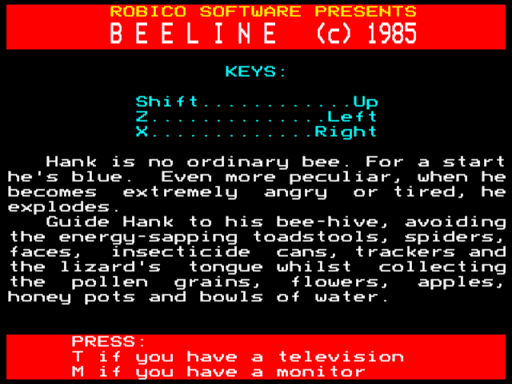 ROBICO SOFTWARE PRESENTS
BEELINE (c) 1985
KEYS:
Shift............Up
Z..............Left
X.............Right
Hank is no ordinary bee. For a start
he's blue. Even more peculiar, when he
becomes extremely angry or tired, he
explodes.
Guide Hank to his bee-hive, avoiding
the energy-sapping toadstools, spiders,
faces, insecticide cans, trackers and
the lizard's tongue whilst collecting
the pollen grains, flowers, apples,
honey pots and bowls of water.
PRESS:
T if you have a television
M if you have a monitor